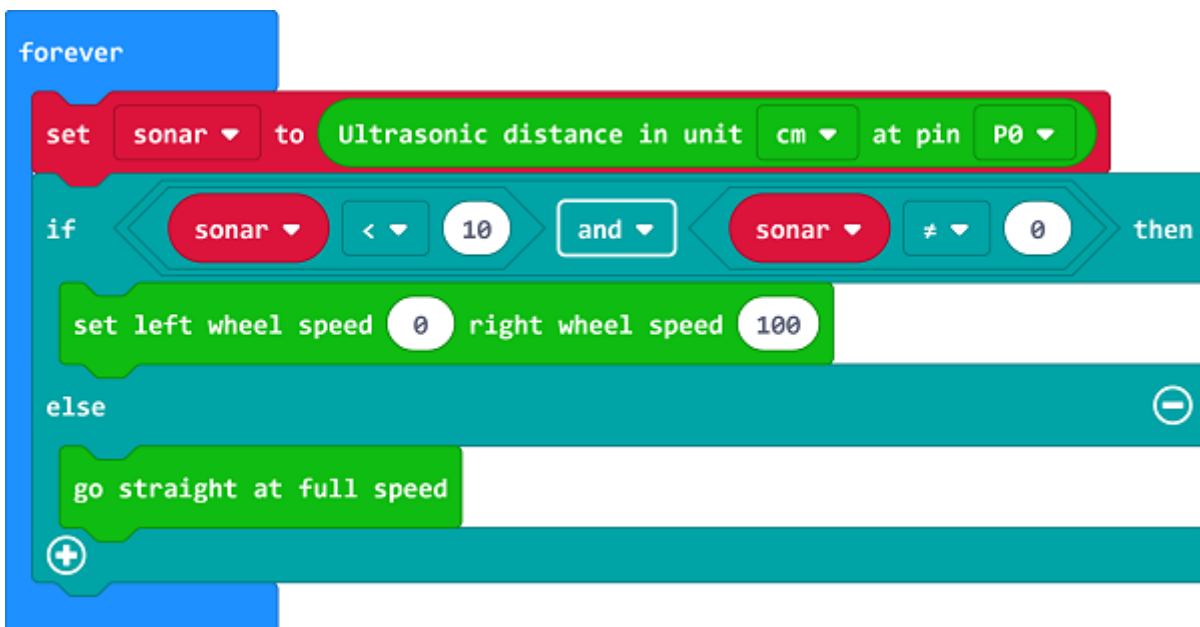 forever
set sonar to Ultrasonic distance in unit cm at pin P0
if sonar < 10 and sonar ≠ 0 then
set left wheel speed 0 right wheel speed 100
else
go straight at full speed